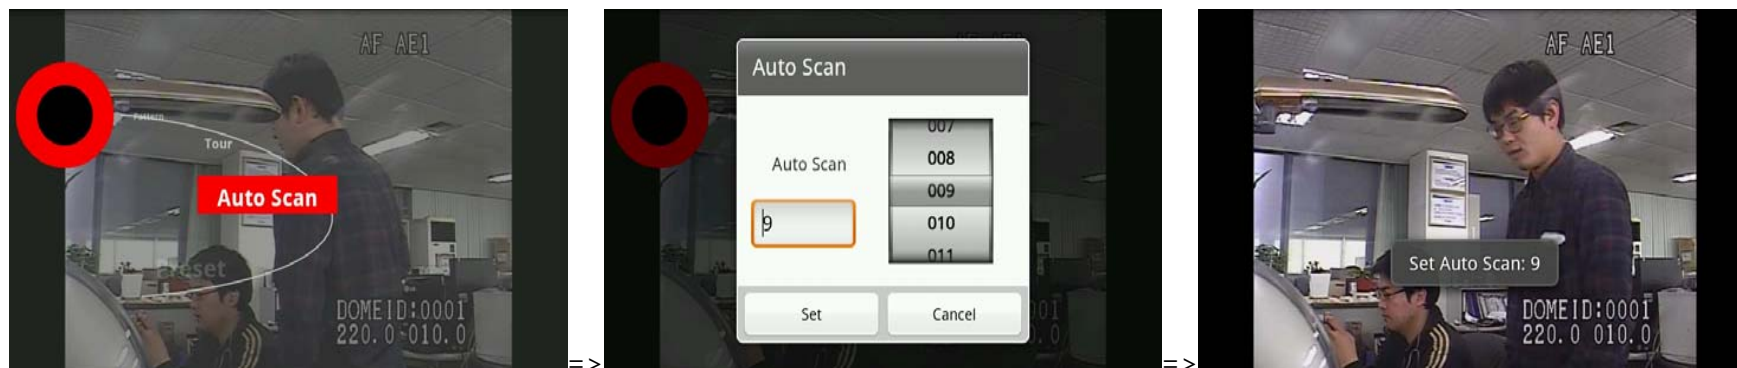 AF AE1
Pattern
Tour
Auto Scan
Preset
DOMEID:0001
220.0 010.0
=>
Auto Scan
007
008
Auto Scan
009
9
010
011
Set
Cancel
=>
AF AE1
Set Auto Scan: 9
DOMEID:0001
220.0 010.0